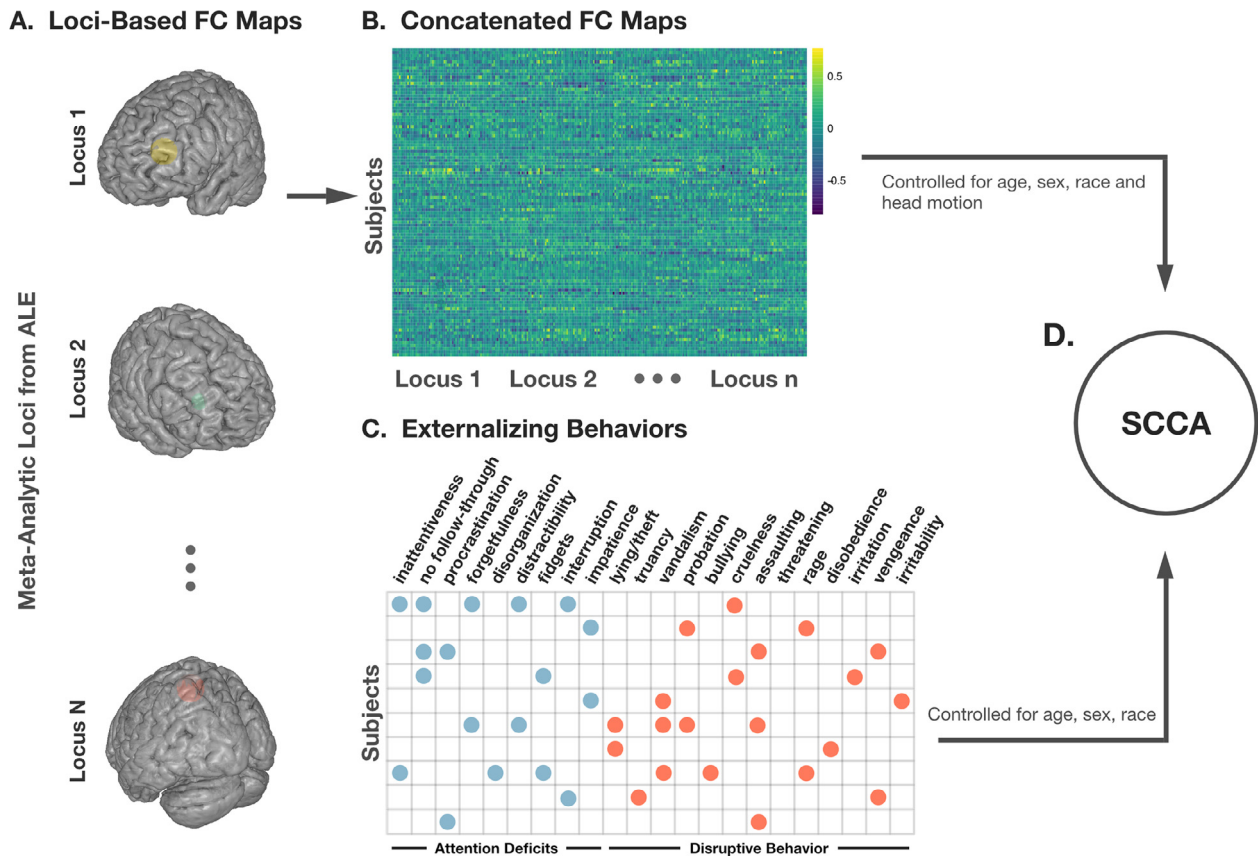 A. Loci-Based FC Maps
Meta-Analytic Loci from ALE
Locus 1
Locus 2
Locus N
B. Concatenated FC Maps
Subjects
0.5
0
-0.5
Locus 1 Locus 2 Locus n
Controlled for age, sex, race and
head motion
C. Externalizing Behaviors
inattentiveness
no follow-through
procrastination
forgetfulness
disorganization
distractibility
fidgets
interruption
impatience
lying/theft
truancy
vandalism
probation
bullying
cruelness
assaulting
threatening
rage
disobedience
irritation
vengeance
irritability
Subjects
Attention Deficits Disruptive Behavior
Controlled for age, sex, race
D.
SCCA